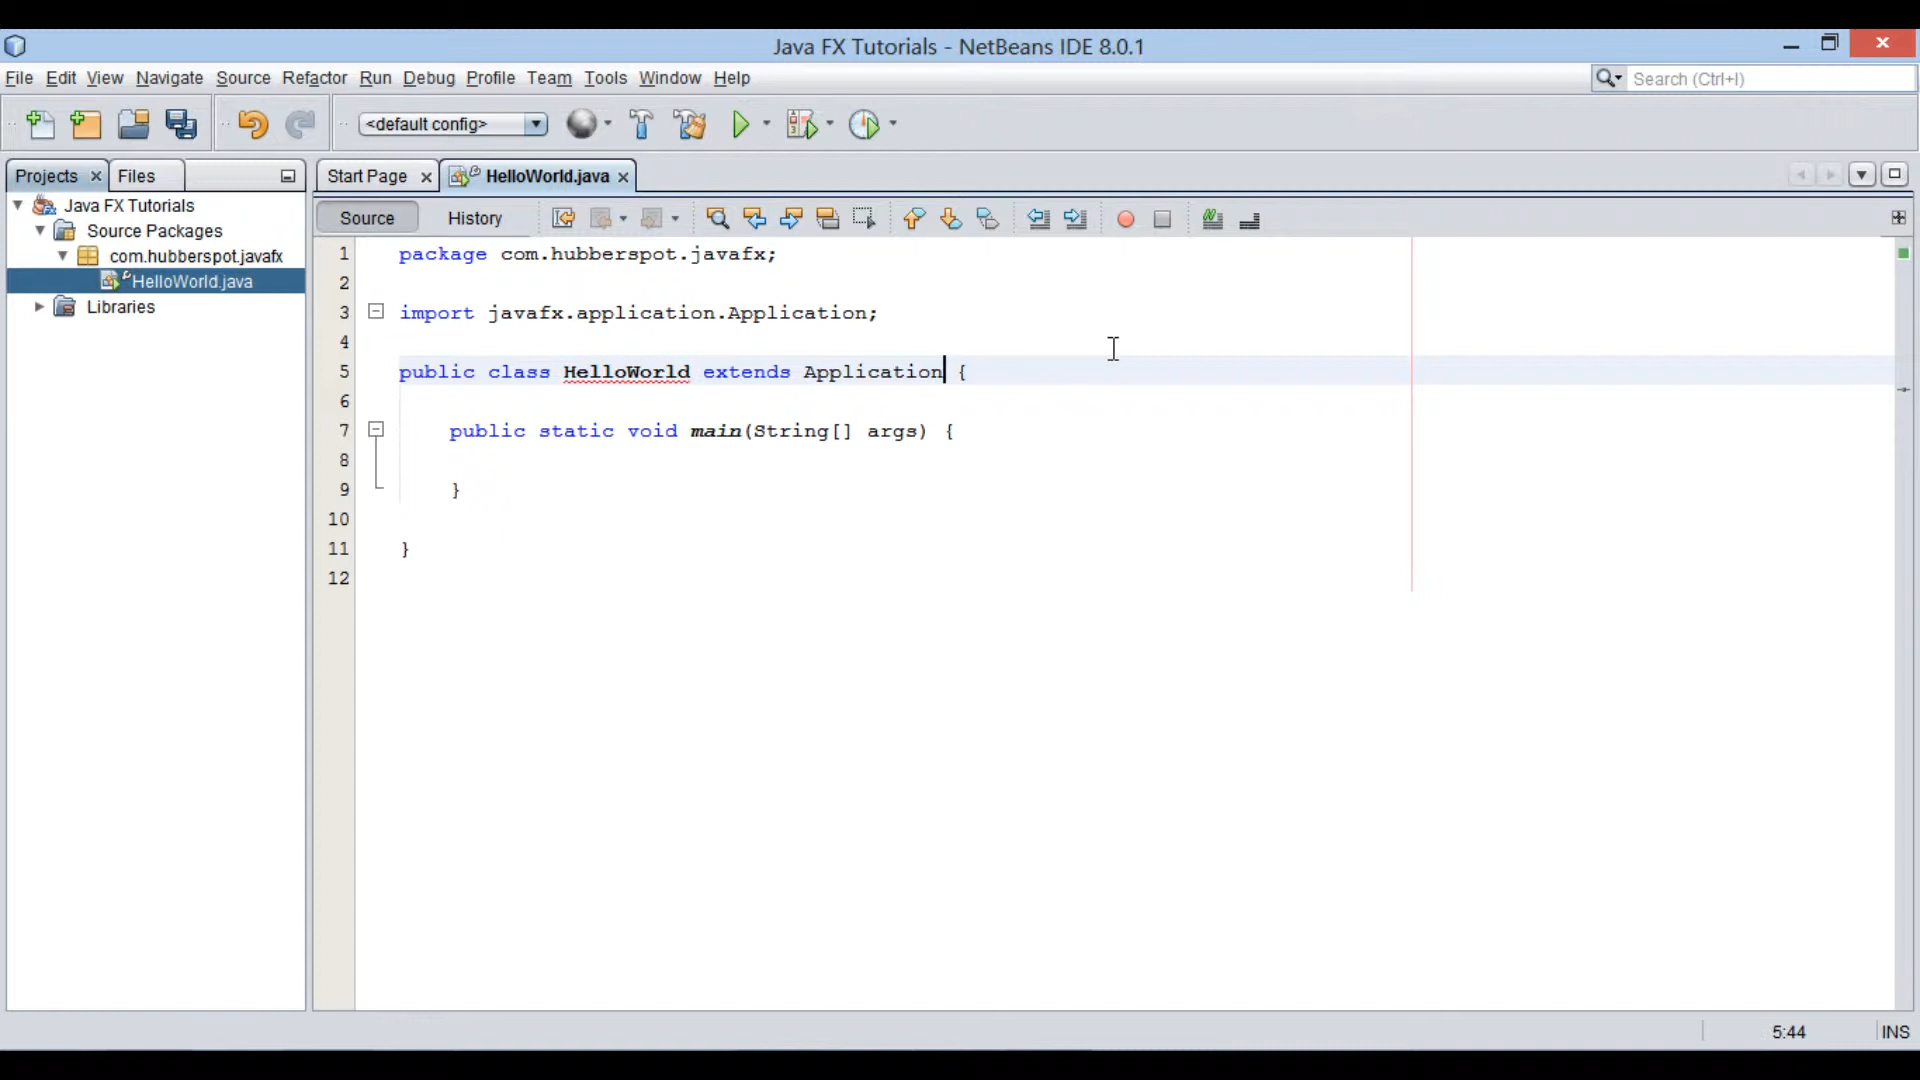 Java FX Tutorials - NetBeans IDE 8.0.1
File Edit View Navigate Source Refactor Run Debug Profile Team Tools Window Help
Search (Ctrl+I)
<default config>
Projects Files
Start Page HelloWorld.java
Java FX Tutorials
Source Packages
com.hubberspot.javafx
HelloWorld.java
Libraries
Source History
1 package com.hubberspot.javafx;
2
3 import javafx.application.Application;
4
5 public class HelloWorld extends Application {
6
7 public static void main(String[] args) {
8
9 }
10
11 }
12
5:44 INS